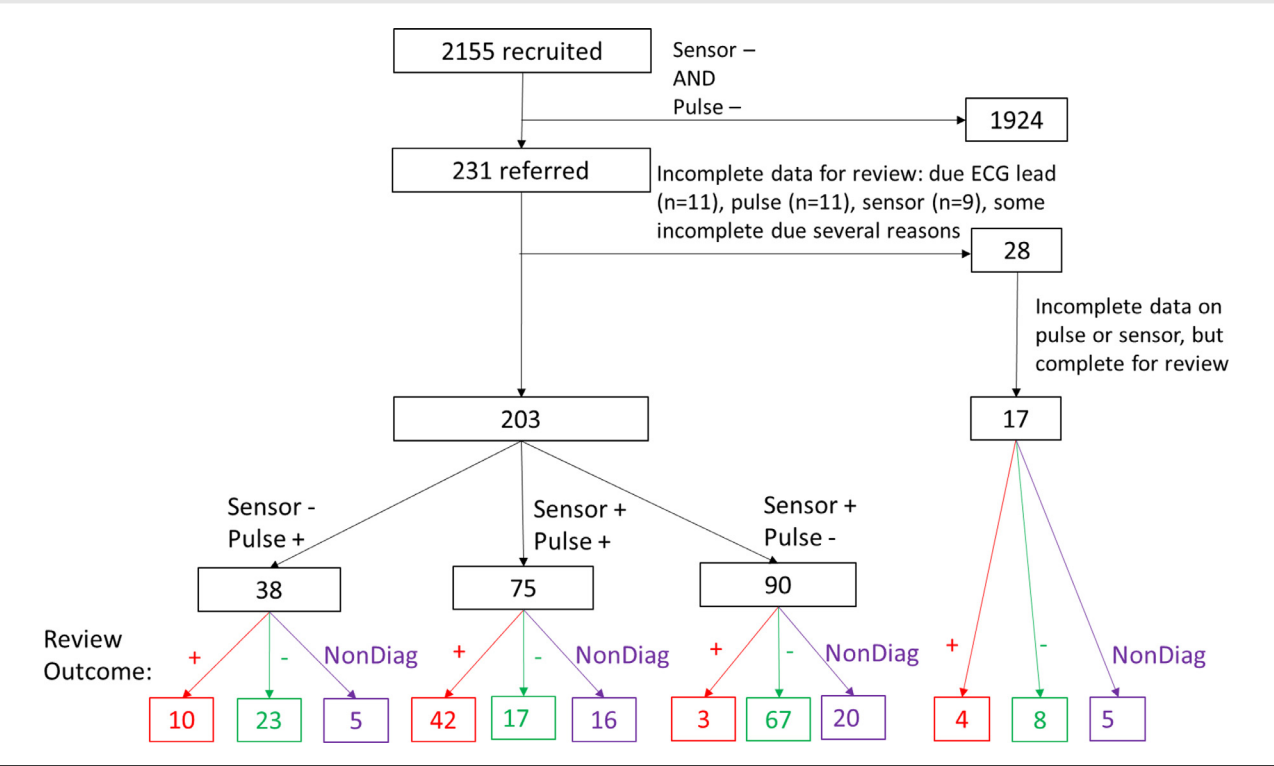 2155 recruited
Sensor –
AND
Pulse –
1924
231 referred
Incomplete data for review: due ECG lead
(n=11), pulse (n=11), sensor (n=9), some
incomplete due several reasons
28
Incomplete data on
pulse or sensor, but
complete for review
203
17
Sensor -
Pulse +
Sensor +
Pulse +
Sensor +
Pulse -
38
75
90
Review
Outcome:
+ - NonDiag + - NonDiag + - NonDiag + - NonDiag
10 23 5 42 17 16 3 67 20 4 8 5